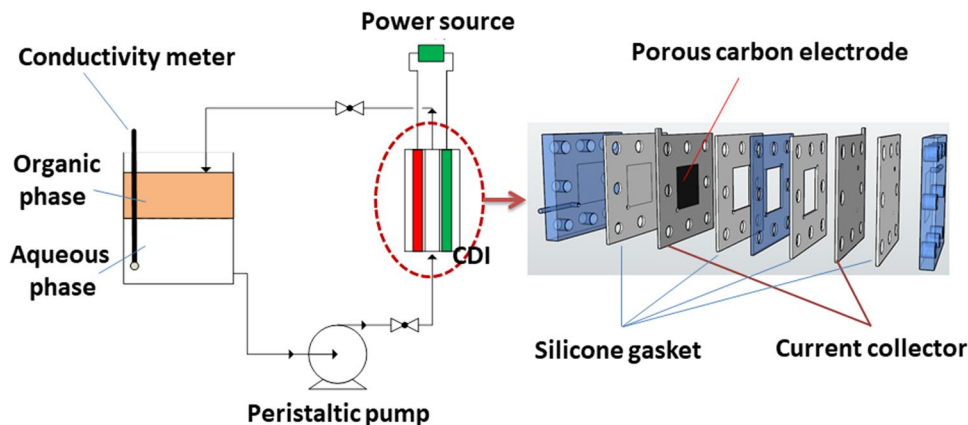 Power source
Conductivity meter
Porous carbon electrode
Organic
phase
Aqueous
phase
CDI
Silicone gasket
Current collector
Peristaltic pump